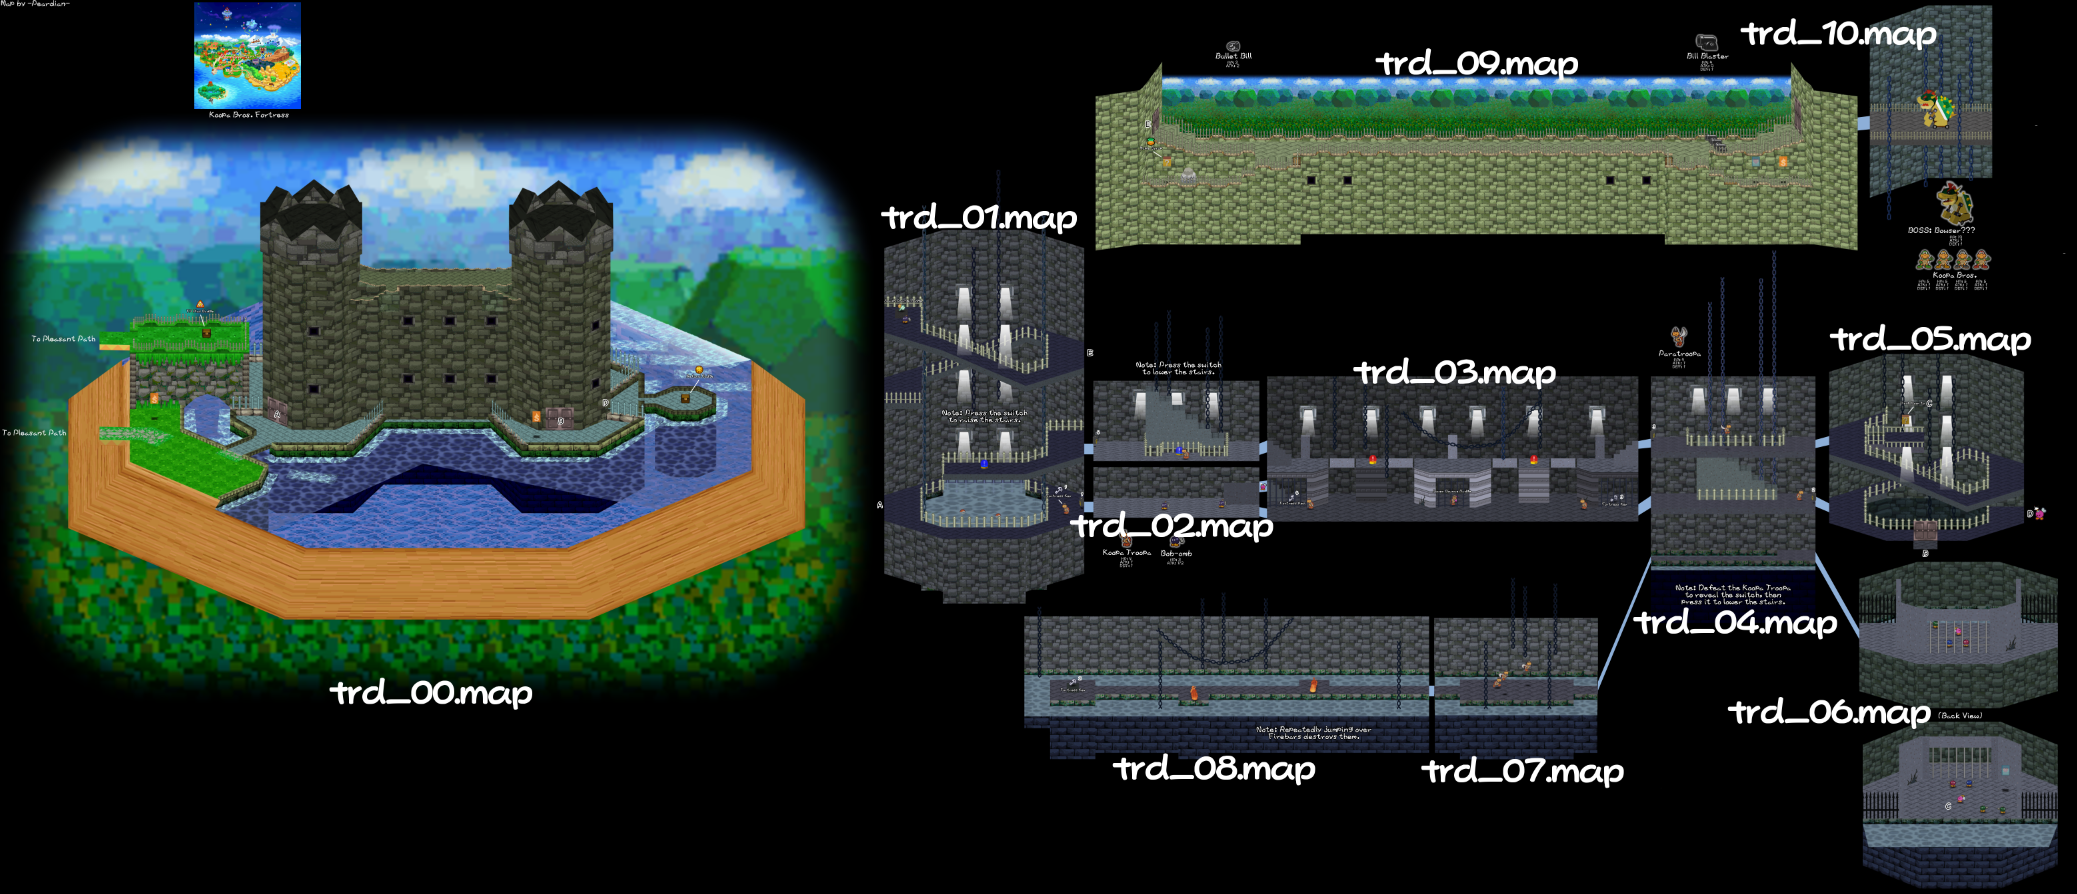 Map by -Peardian-
Koopa Bros. Fortress
To Pleasant Path
To Pleasant Path
A
B
D
trd_00.map
trd_01.map
Note: Press the switch
to raise the stairs.
A
E
Note: Press the switch
to lower the stairs.
trd_02.map
Koopa Troopa
Bob-omb
trd_03.map
Paratroopa
Note: Defeat the Koopa Troopa
to reveal the switch, then
press it to lower the stairs.
trd_04.map
trd_05.map
C
D
B
trd_06.map
(Back View)
C
trd_07.map
Note: Repeatedly jumping over
Firebars destroys them.
trd_08.map
Bullet Bill
Bill Blaster
trd_09.map
E
trd_10.map
BOSS: Bowser???
Koopa Bros.